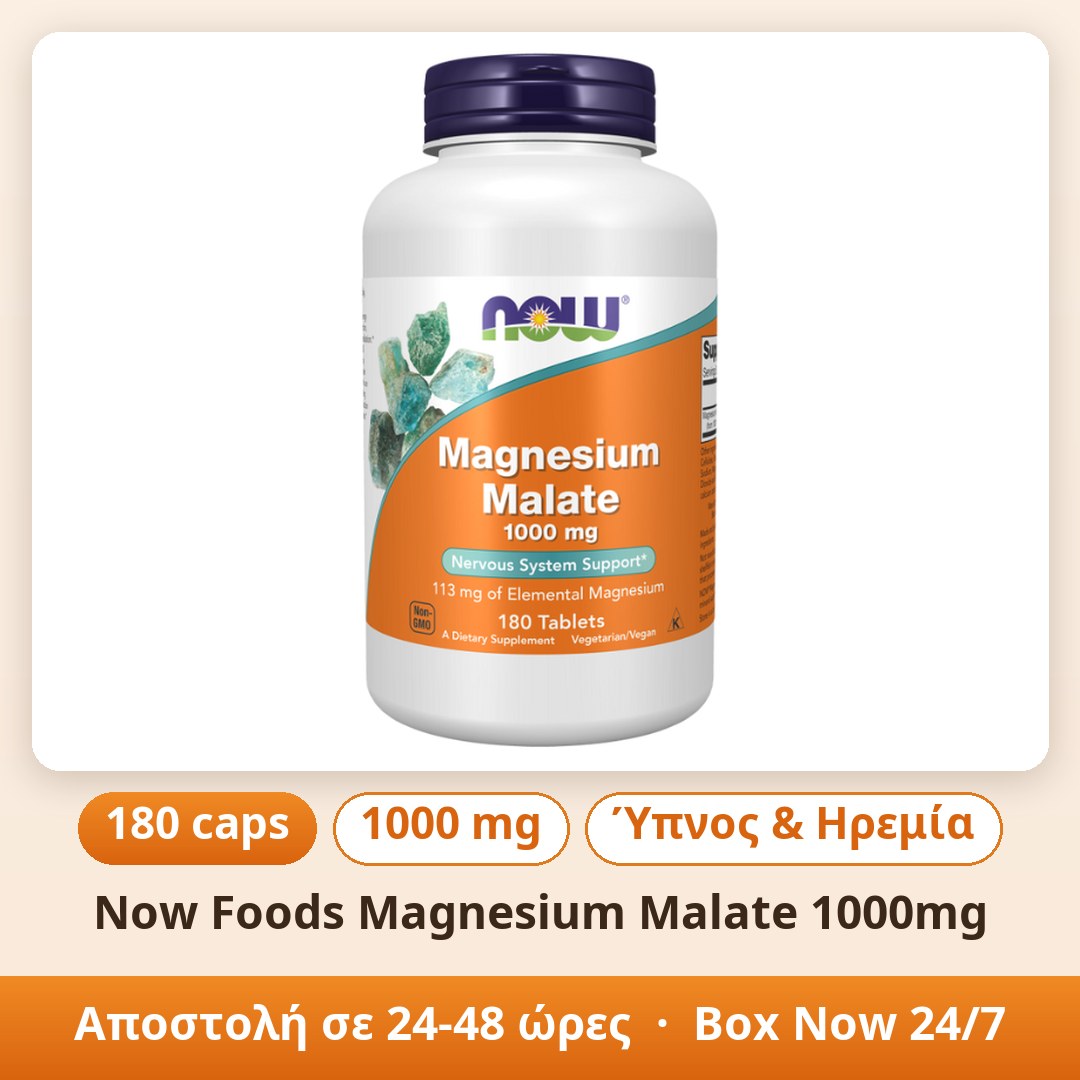 NOW®
Magnesium
Malate
1000 mg
Nervous System Support*
113 mg of Elemental Magnesium
Non-
GMO
180 Tablets
K
A Dietary Supplement Vegetarian/Vegan
180 caps
1000 mg
Ύπνος & Ηρεμία
Now Foods Magnesium Malate 1000mg
Αποστολή σε 24-48 ώρες · Box Now 24/7